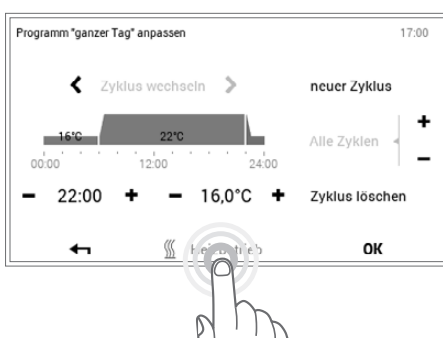 Programm "ganzer Tag" anpassen 17:00
Zyklus wechseln neuer Zyklus
16°C 22°C
Alle Zyklen
00:00 12:00 24:00
− 22:00 + − 16,0°C + Zyklus löschen
OK